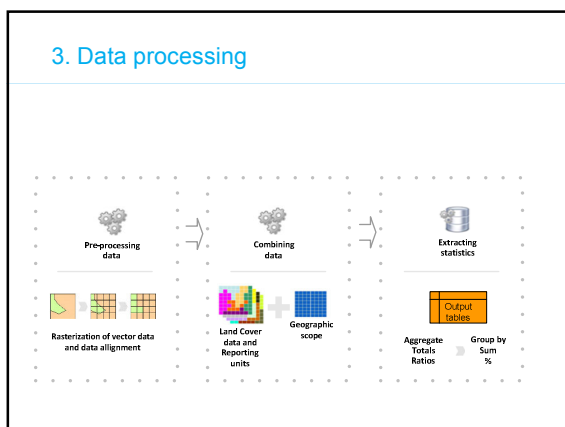 3. Data processing
Pre-processing
data
Rasterization of vector data
and data allignment
Combining
data
Land Cover
data and
Reporting
units
Geographic
scope
Extracting
statistics
Output
tables
Aggregate
Totals
Ratios
Group by
Sum
%